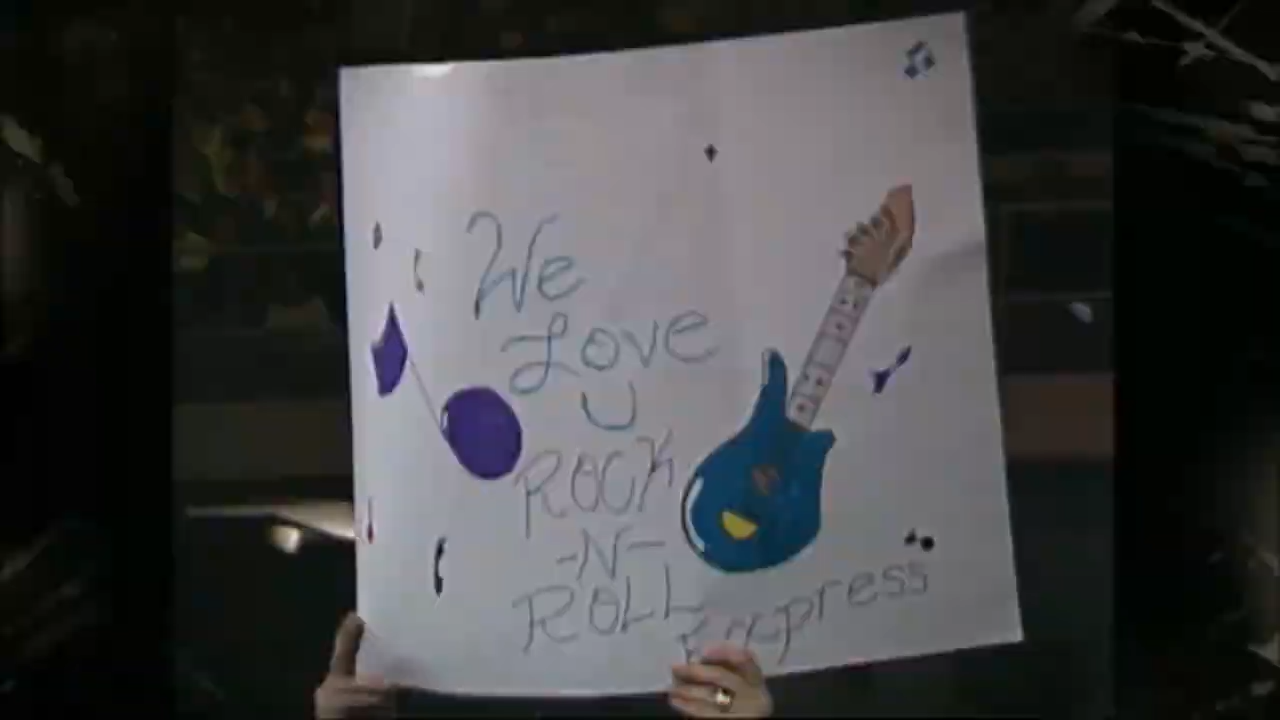 We
Love
U
ROCK
-N-
ROLL
Express